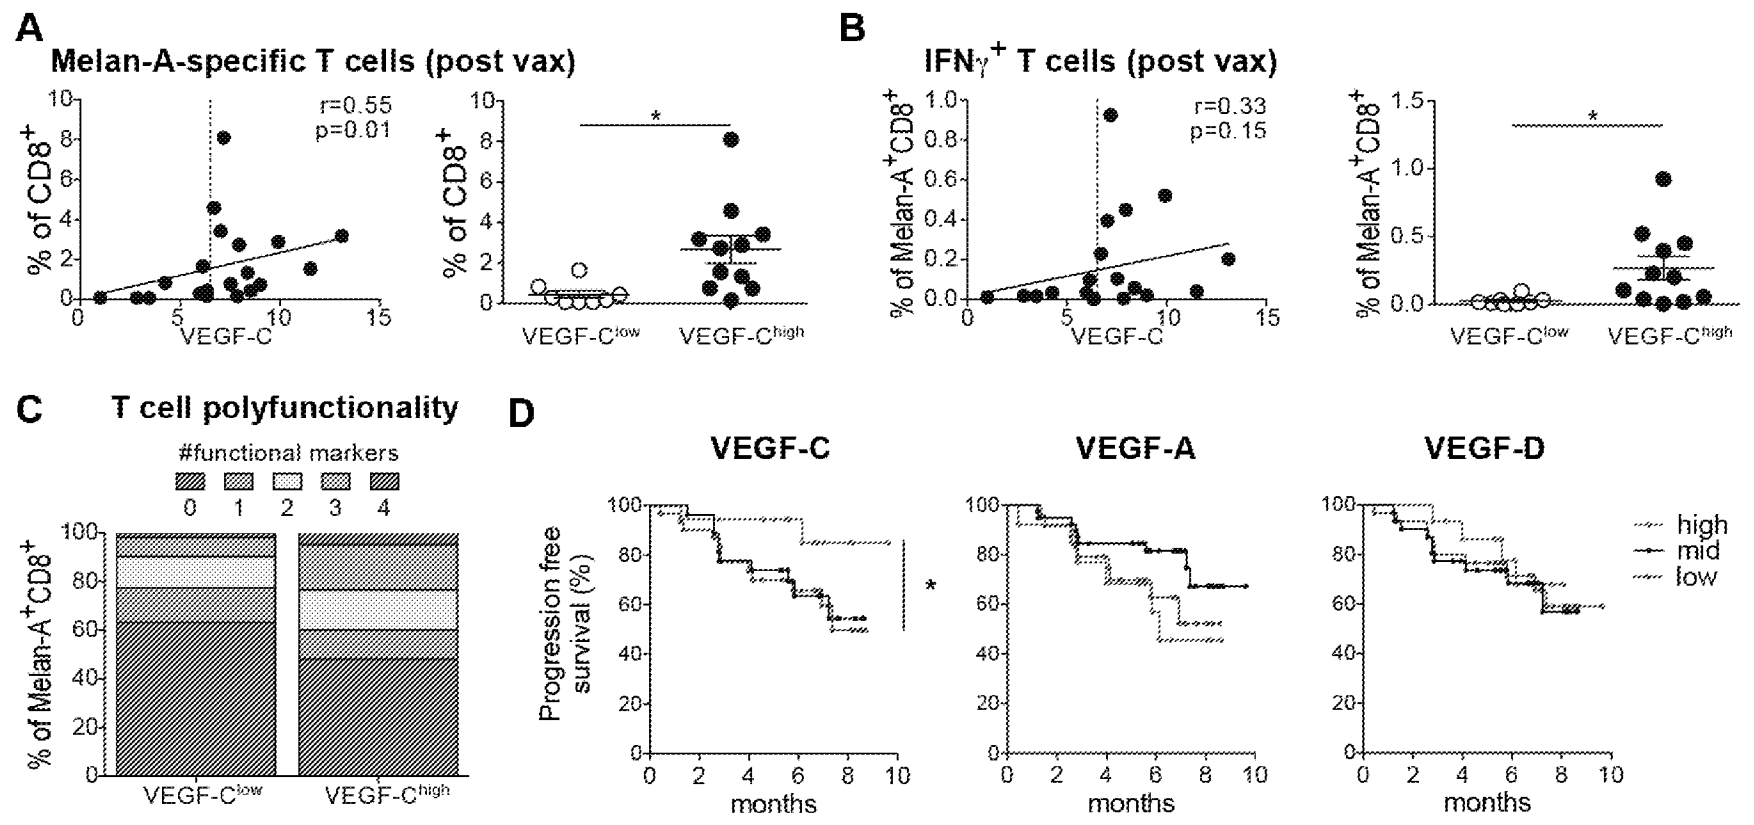 A
Melan-A-specific T cells (post vax)
% of CD8+
10
8
6
4
2
0
0 5 10 15
VEGF-C
r=0.55
p=0.01
% of CD8+
10
8
6
4
2
0
*
VEGF-Clow VEGF-Chigh
B
IFNγ+ T cells (post vax)
% of Melan-A+CD8+
1.0
0.8
0.6
0.4
0.2
0.0
0 5 10 15
VEGF-C
r=0.33
p=0.15
% of Melan-A+CD8+
1.5
1.0
0.5
0.0
*
VEGF-Clow VEGF-Chigh
C
T cell polyfunctionality
#functional markers
0 1 2 3 4
% of Melan-A+CD8+
100
80
60
40
20
0
VEGF-Clow VEGF-Chigh
D
VEGF-C
Progression free
survival (%)
100
80
60
40
20
0
0 2 4 6 8 10
months
*
VEGF-A
100
80
60
40
20
0
0 2 4 6 8 10
months
VEGF-D
100
80
60
40
20
0
0 2 4 6 8 10
months
high
mid
low